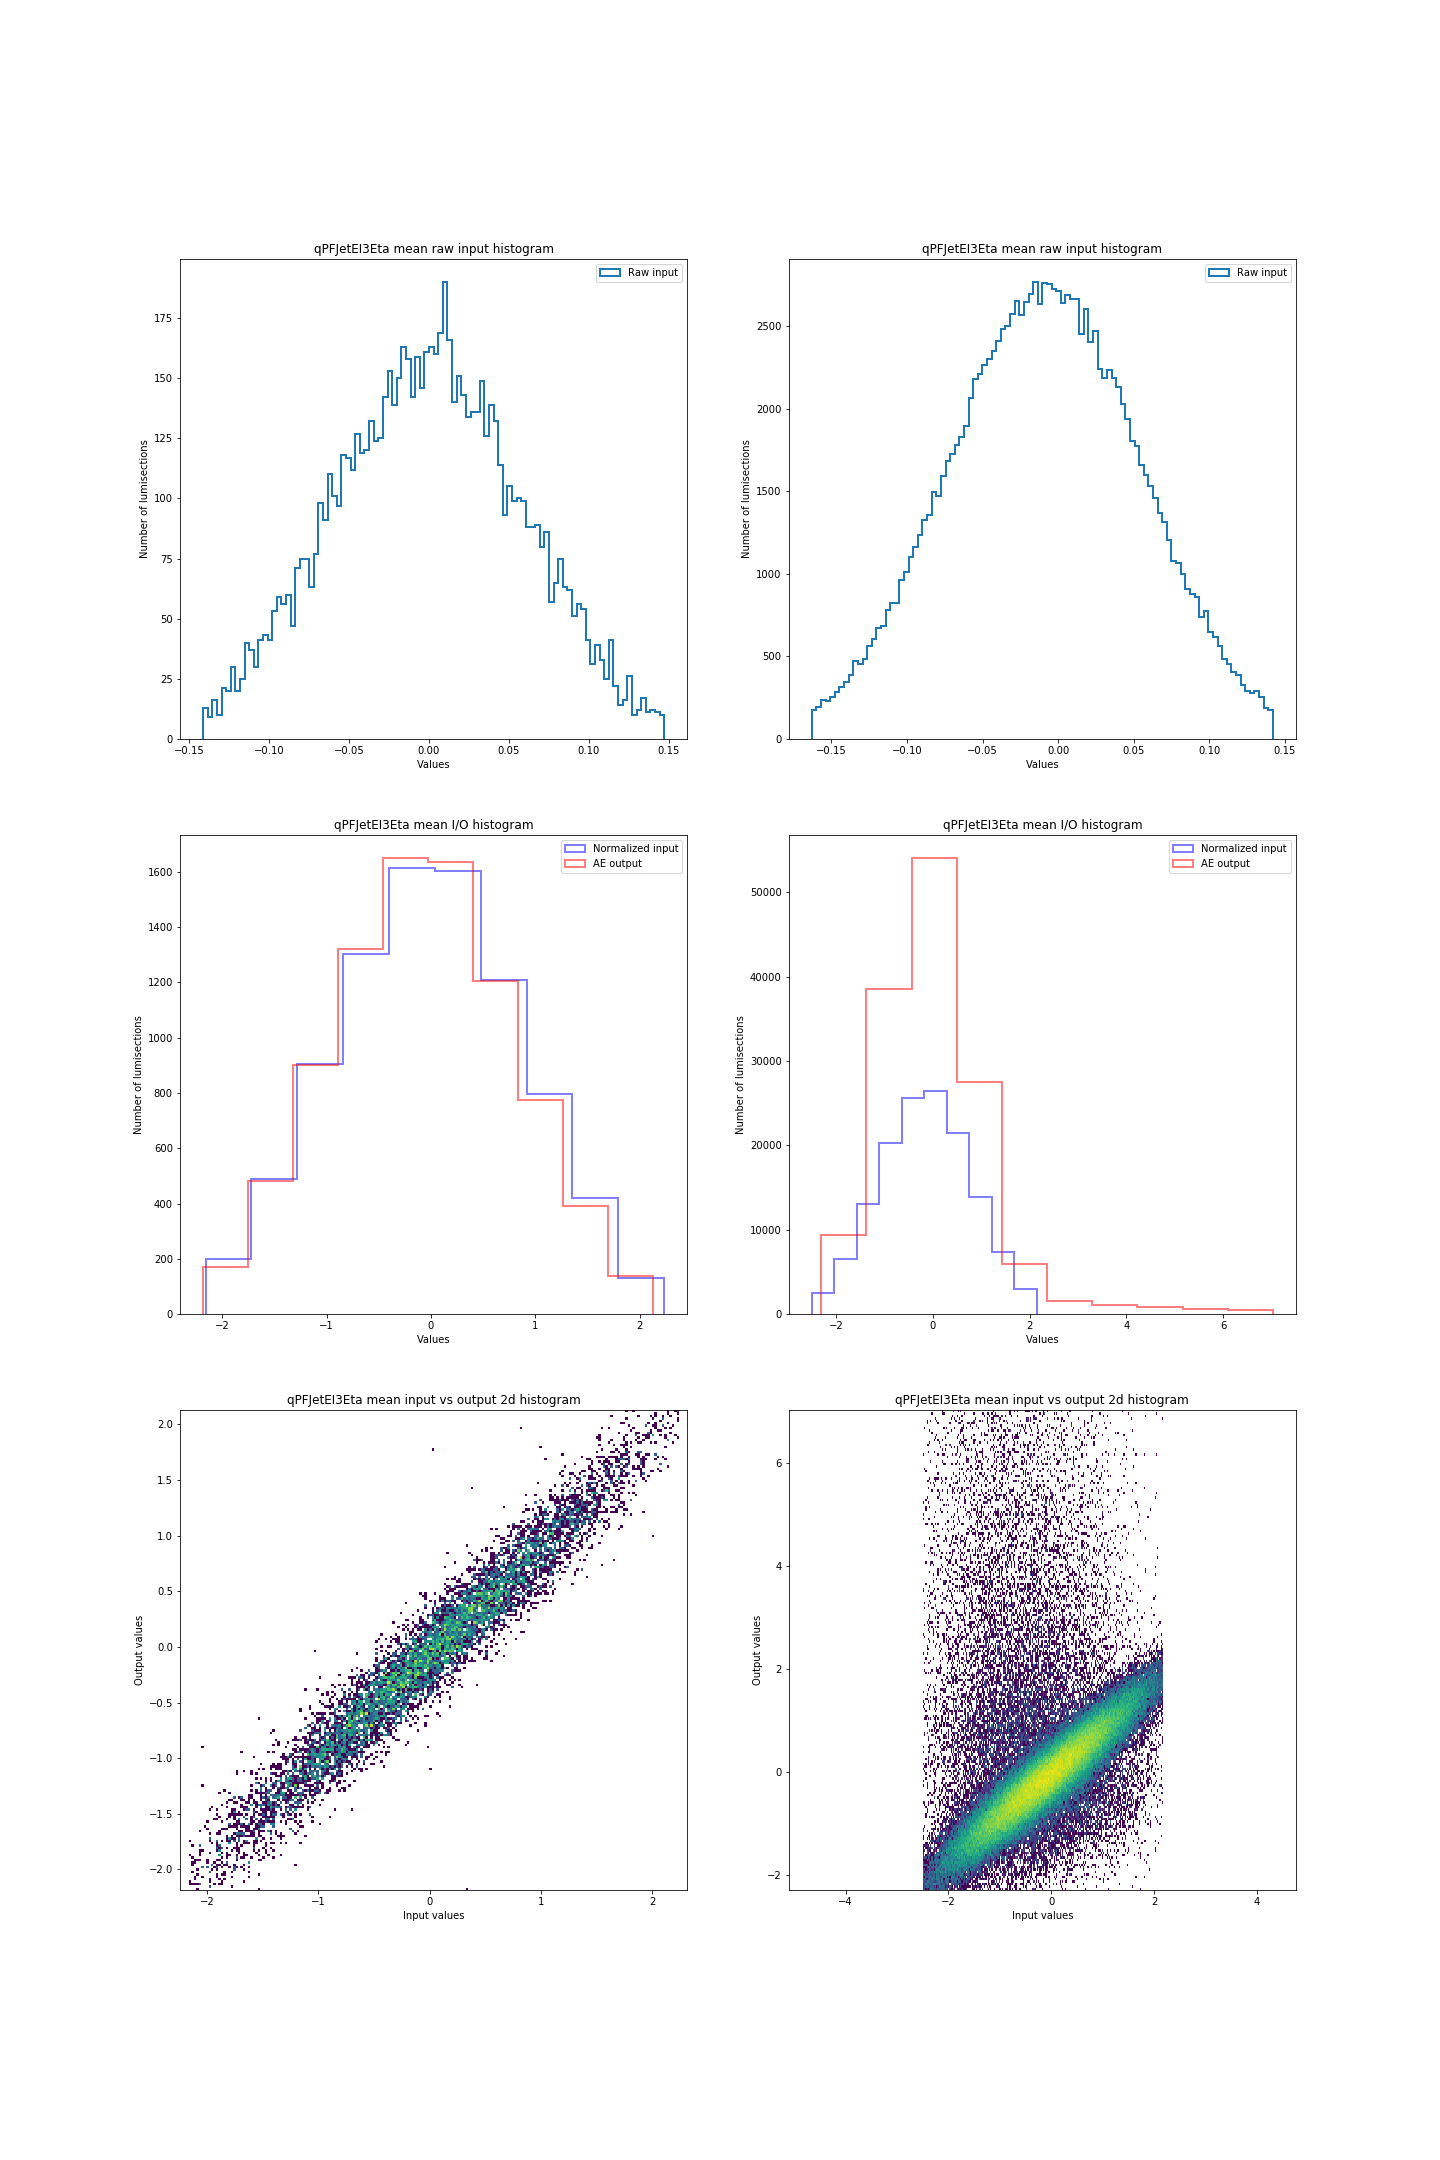 qPFJetEI3Eta mean raw input histogram
Raw input
175
150
125
100
75
50
25
0
Number of lumisections
−0.15 −0.10 −0.05 0.00 0.05 0.10 0.15
Values
qPFJetEI3Eta mean raw input histogram
Raw input
2500
2000
1500
1000
500
0
Number of lumisections
−0.15 −0.10 −0.05 0.00 0.05 0.10 0.15
Values
qPFJetEI3Eta mean I/O histogram
Normalized input
AE output
1600
1400
1200
1000
800
600
400
200
0
Number of lumisections
−2 −1 0 1 2
Values
qPFJetEI3Eta mean I/O histogram
Normalized input
AE output
50000
40000
30000
20000
10000
0
Number of lumisections
−2 0 2 4 6
Values
qPFJetEI3Eta mean input vs output 2d histogram
2.0
1.5
1.0
0.5
0.0
−0.5
−1.0
−1.5
−2.0
Output values
−2 −1 0 1 2
Input values
qPFJetEI3Eta mean input vs output 2d histogram
6
4
2
0
−2
Output values
−4 −2 0 2 4
Input values